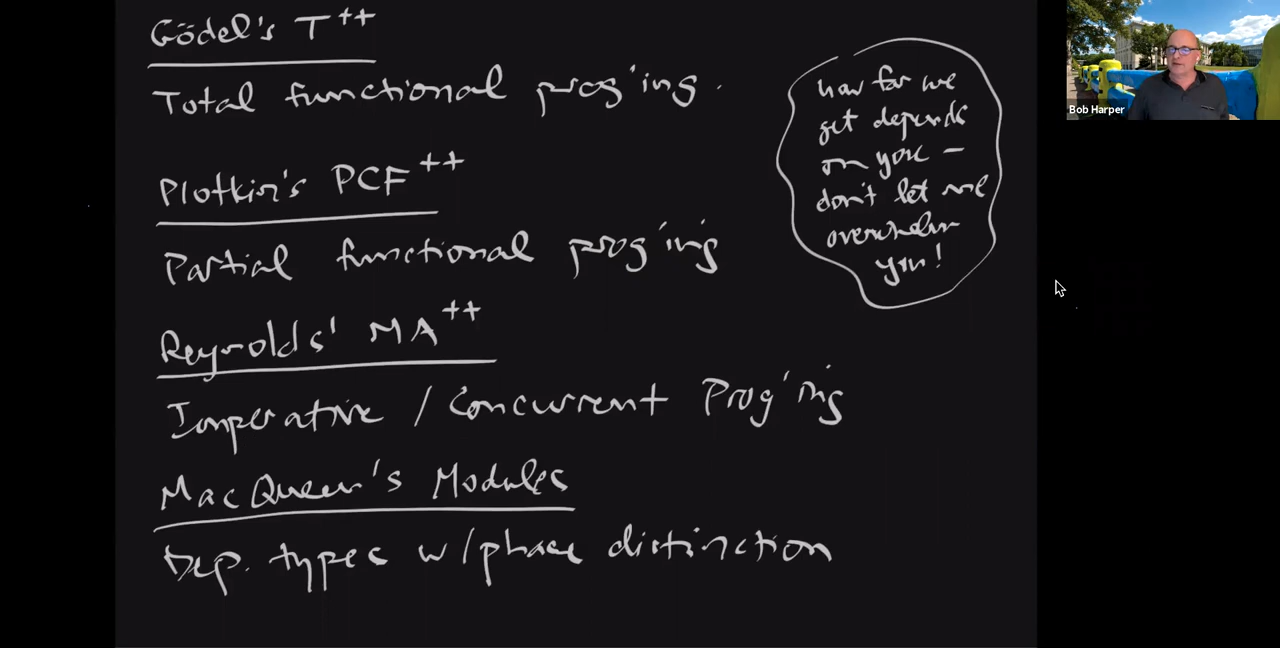 Gödel's T++
Total functional prog'ing.
Plotkin's PCF++
Partial functional prog'ing
Reynolds' MA++
Imperative / Concurrent Prog'ing
MacQueen's Modules
Dep. types w/phase distinction
how far we
get depends
on you —
don't let me
overwhelm
you!
Bob Harper